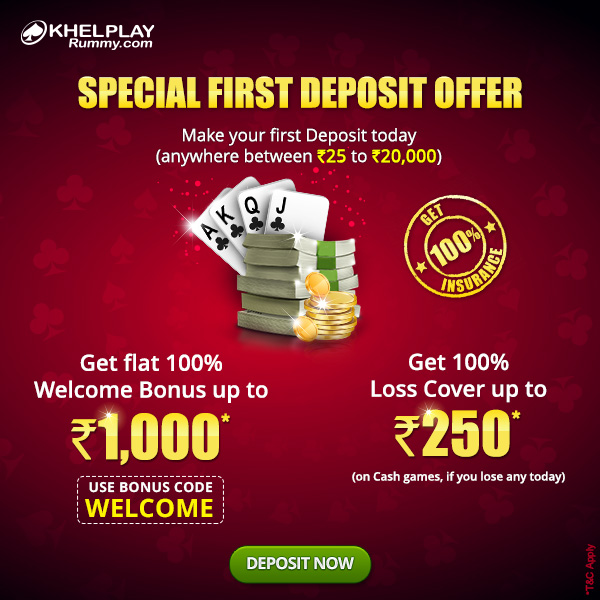 KHELPLAY
Rummy.com
SPECIAL FIRST DEPOSIT OFFER
Make your first Deposit today
(anywhere between ₹25 to ₹20,000)
A K Q J
GET
100%
INSURANCE
Get flat 100%
Welcome Bonus up to
₹1,000*
USE BONUS CODE
WELCOME
Get 100%
Loss Cover up to
₹250*
(on Cash games, if you lose any today)
DEPOSIT NOW
*T&C Apply